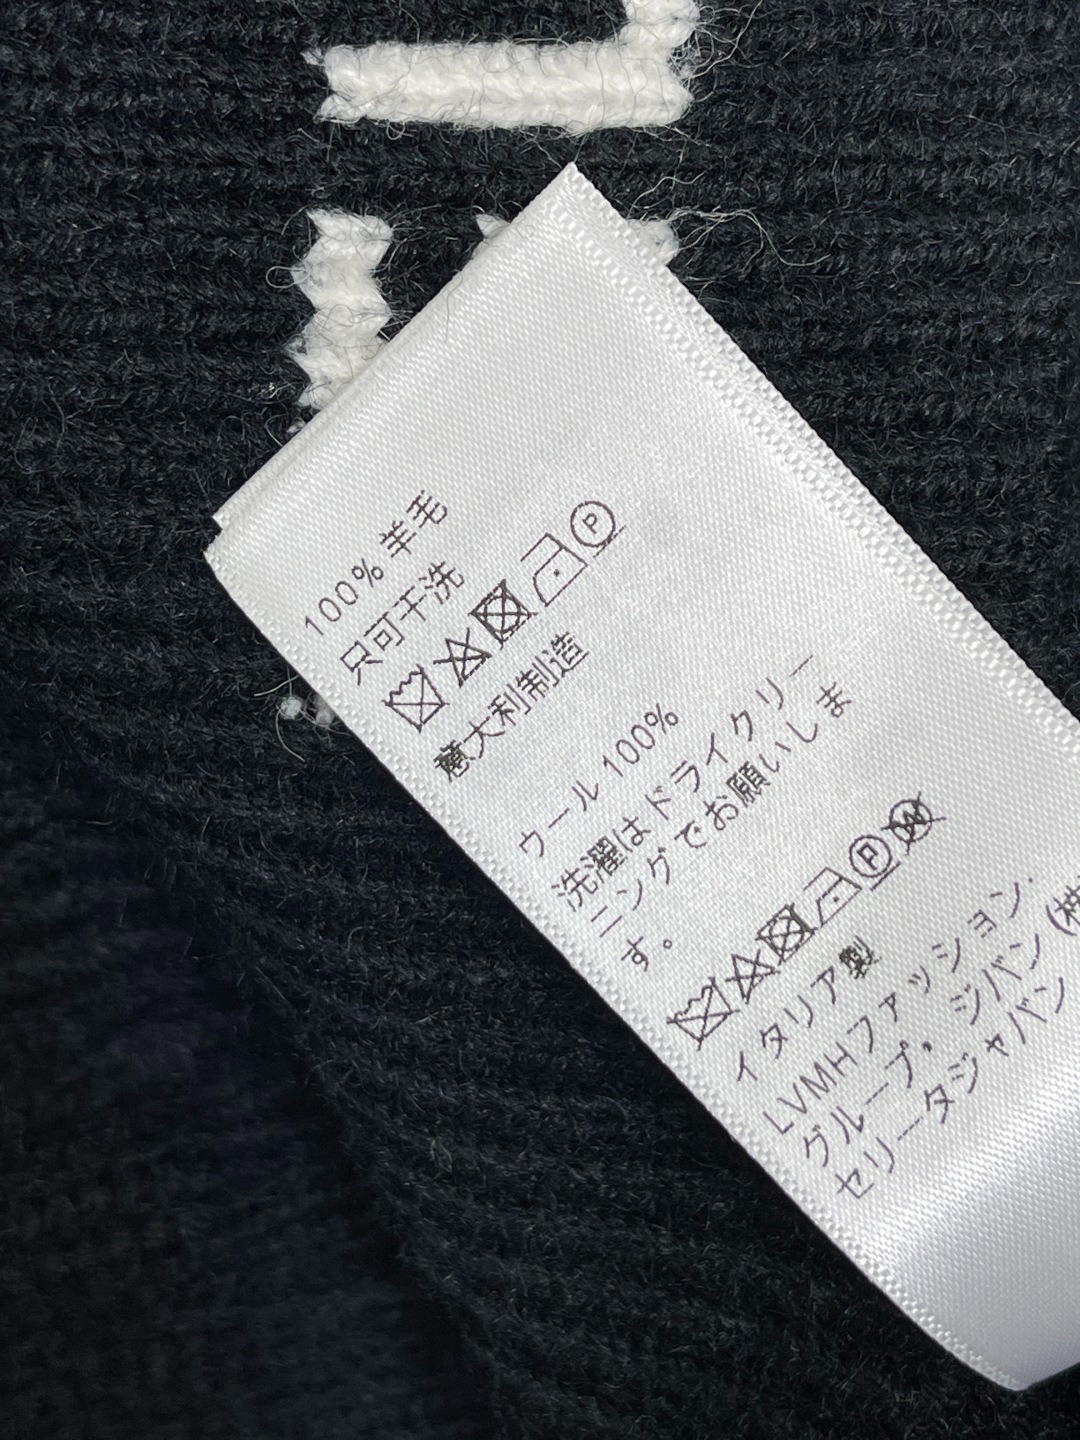 100% 羊毛
只可干洗
P
意大利制造
ウール 100%
洗濯はドライクリー
ニングでお願いしま
す。
P W
イタリア製
LVMHファッション.
グループ。ジバン (株
セリータジャバン